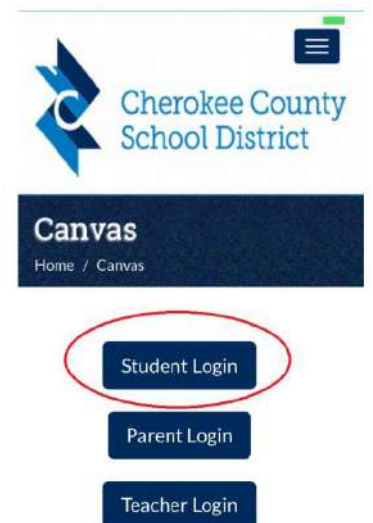 Cherokee County
School District
Canvas
Home / Canvas
Student Login
Parent Login
Teacher Login